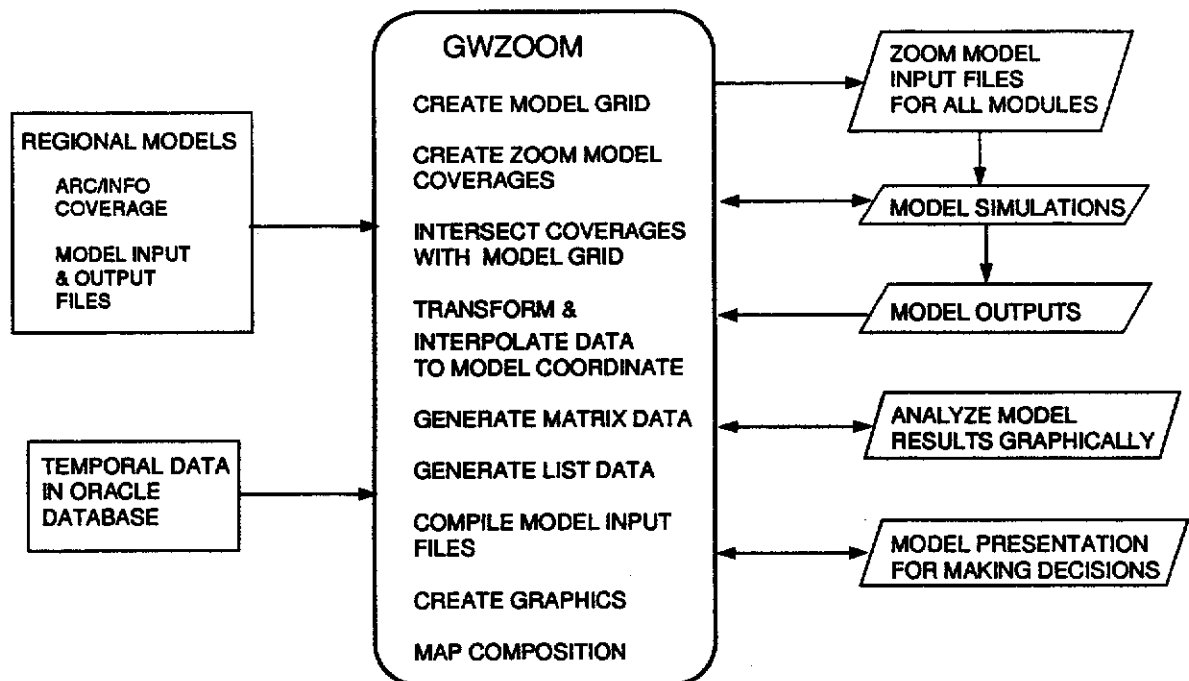 REGIONAL MODELS
ARC/INFO
COVERAGE
MODEL INPUT
& OUTPUT
FILES
TEMPORAL DATA
IN ORACLE
DATABASE
GWZOOM
CREATE MODEL GRID
CREATE ZOOM MODEL
COVERAGES
INTERSECT COVERAGES
WITH MODEL GRID
TRANSFORM &
INTERPOLATE DATA
TO MODEL COORDINATE
GENERATE MATRIX DATA
GENERATE LIST DATA
COMPILE MODEL INPUT
FILES
CREATE GRAPHICS
MAP COMPOSITION
ZOOM MODEL
INPUT FILES
FOR ALL MODULES
MODEL SIMULATIONS
MODEL OUTPUTS
ANALYZE MODEL
RESULTS GRAPHICALLY
MODEL PRESENTATION
FOR MAKING DECISIONS